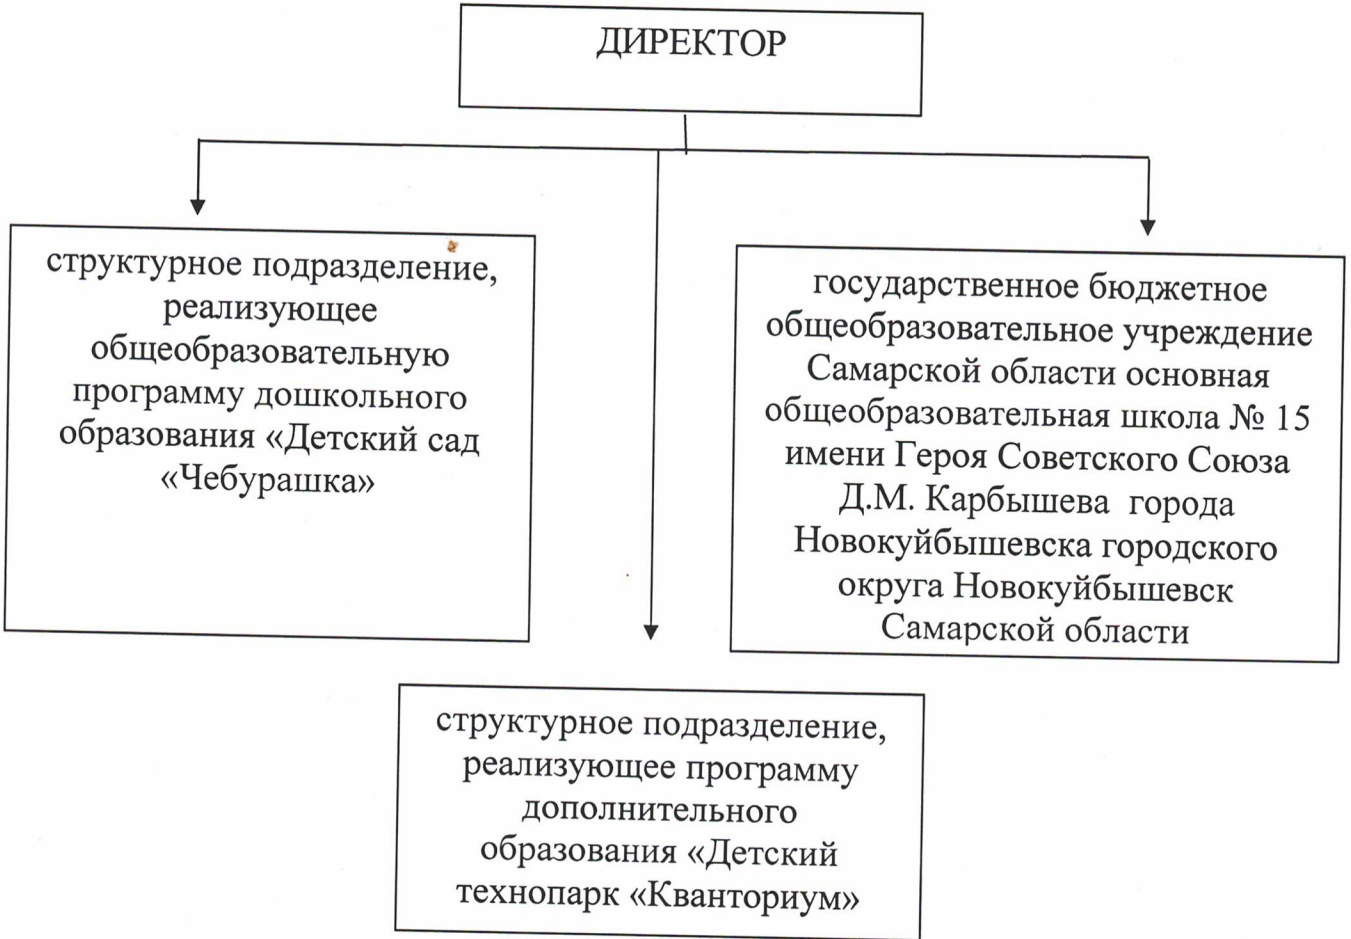 ДИРЕКТОР
структурное подразделение,
реализующее
общеобразовательную
программу дошкольного
образования «Детский сад
«Чебурашка»
государственное бюджетное
общеобразовательное учреждение
Самарской области основная
общеобразовательная школа № 15
имени Героя Советского Союза
Д.М. Карбышева города
Новокуйбышевска городского
округа Новокуйбышевск
Самарской области
структурное подразделение,
реализующее программу
дополнительного
образования «Детский
технопарк «Кванториум»